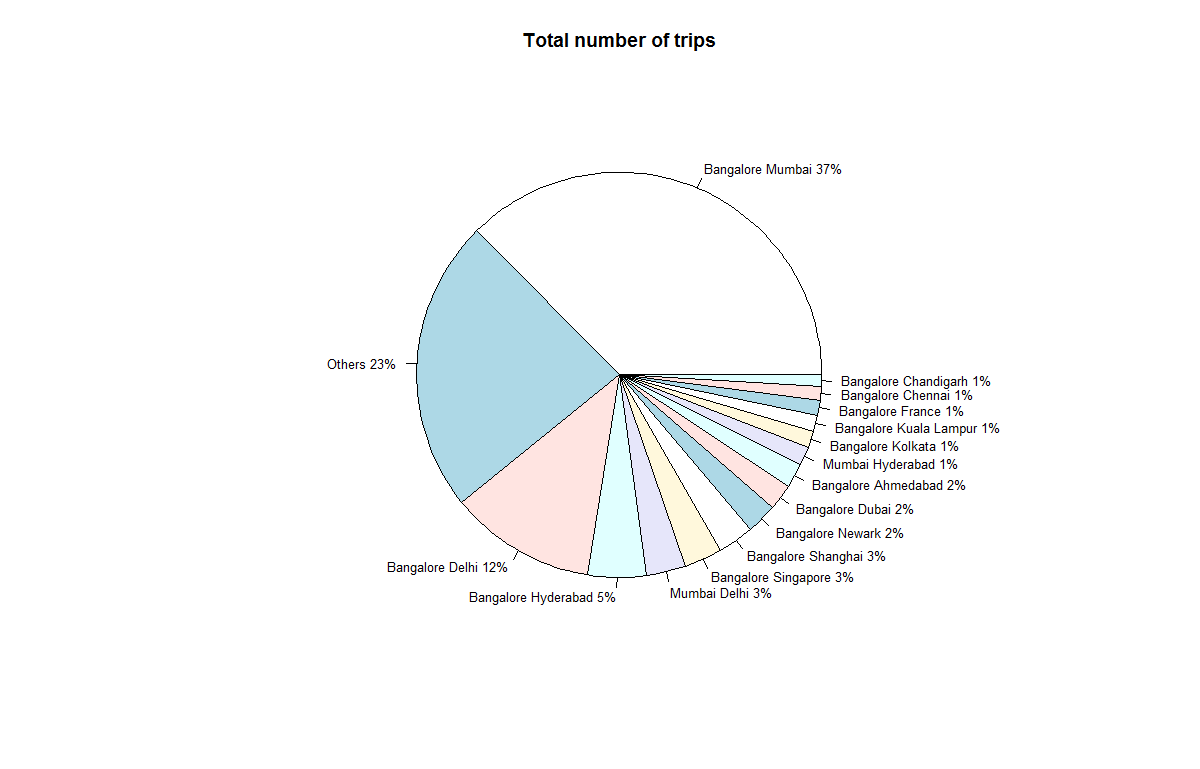 Total number of trips
Bangalore Mumbai 37%
Others 23%
Bangalore Delhi 12%
Bangalore Hyderabad 5%
Mumbai Delhi 3%
Bangalore Singapore 3%
Bangalore Shanghai 3%
Bangalore Newark 2%
Bangalore Dubai 2%
Bangalore Ahmedabad 2%
Mumbai Hyderabad 1%
Bangalore Kolkata 1%
Bangalore Kuala Lampur 1%
Bangalore France 1%
Bangalore Chennai 1%
Bangalore Chandigarh 1%